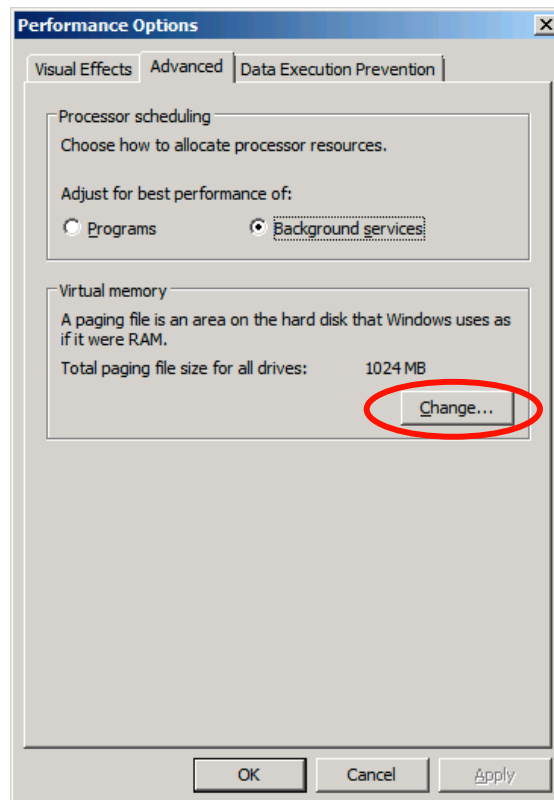 Performance Options
Visual Effects Advanced Data Execution Prevention
Processor scheduling
Choose how to allocate processor resources.
Adjust for best performance of:
Programs Background services
Virtual memory
A paging file is an area on the hard disk that Windows uses as
if it were RAM.
Total paging file size for all drives: 1024 MB
Change...
OK Cancel Apply